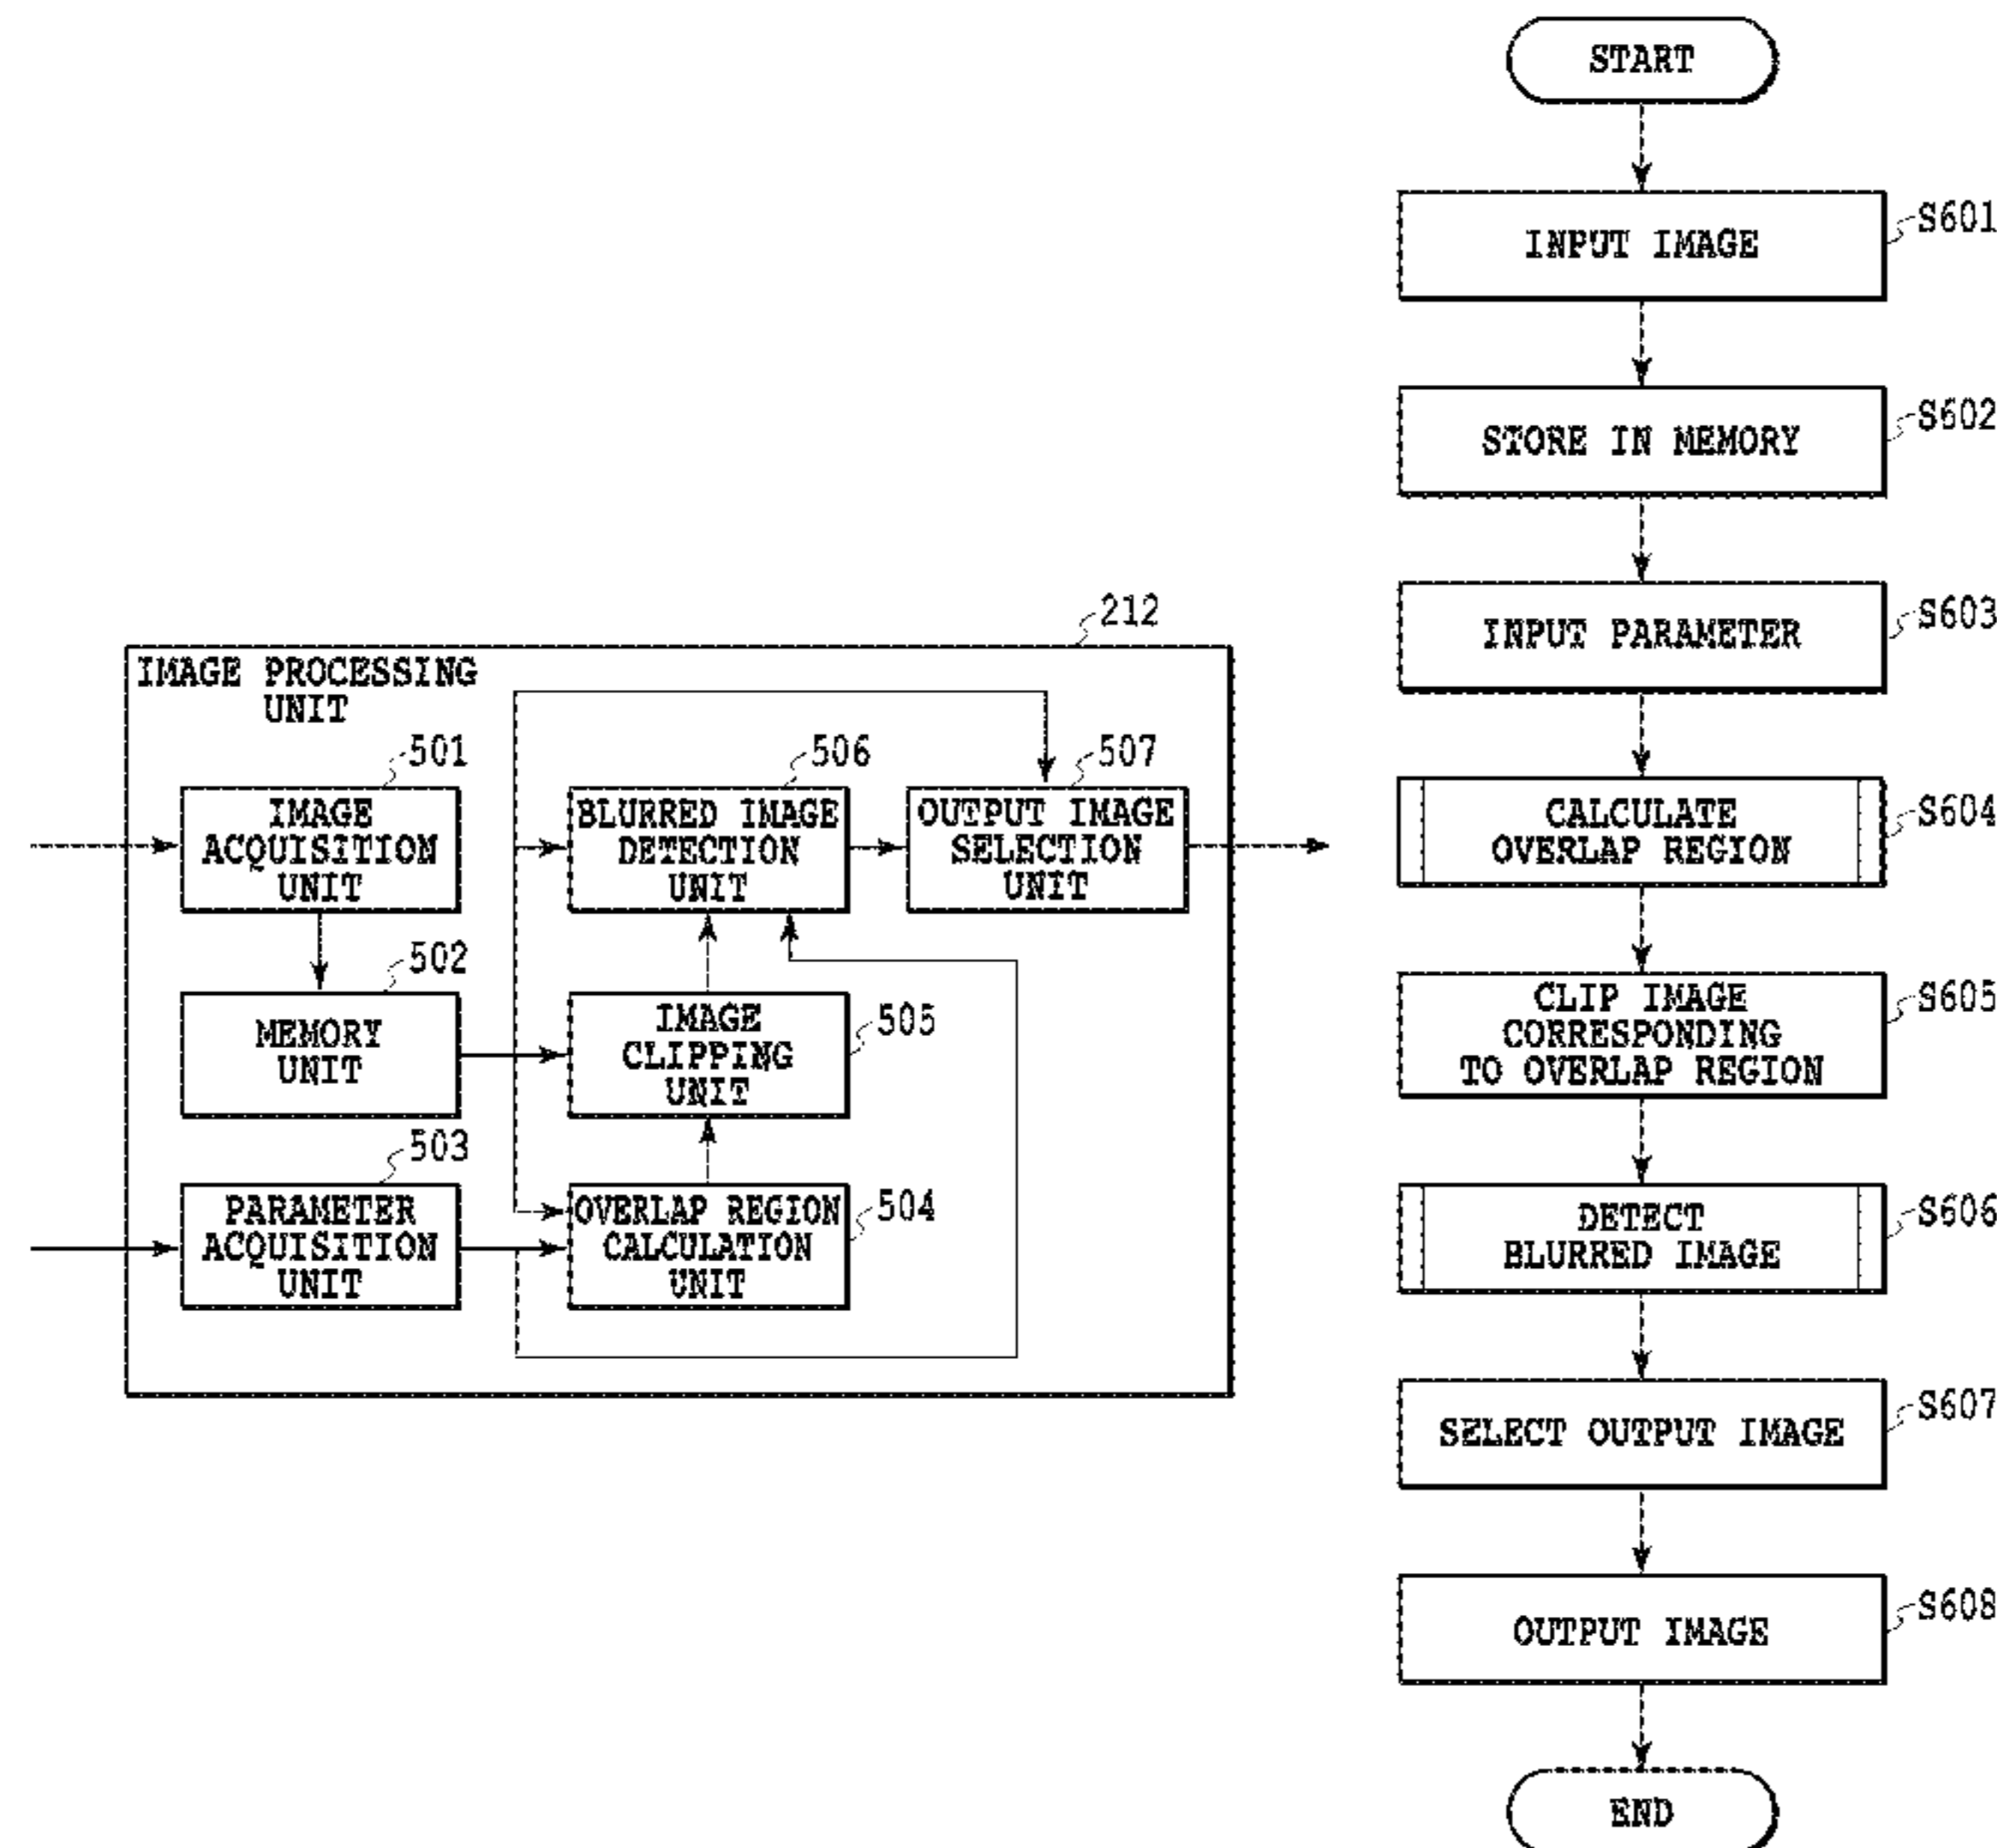 212
IMAGE PROCESSING
UNIT
501
IMAGE
ACQUISITION
UNIT
506
BLURRED IMAGE
DETECTION
UNIT
507
OUTPUT IMAGE
SELECTION
UNIT
502
MEMORY
UNIT
505
IMAGE
CLIPPING
UNIT
503
PARAMETER
ACQUISITION
UNIT
504
OVERLAP REGION
CALCULATION
UNIT
START
S601
INPUT IMAGE
S602
STORE IN MEMORY
S603
INPUT PARAMETER
S604
CALCULATE
OVERLAP REGION
S605
CLIP IMAGE
CORRESPONDING
TO OVERLAP REGION
S606
DETECT
BLURRED IMAGE
S607
SELECT OUTPUT IMAGE
S608
OUTPUT IMAGE
END